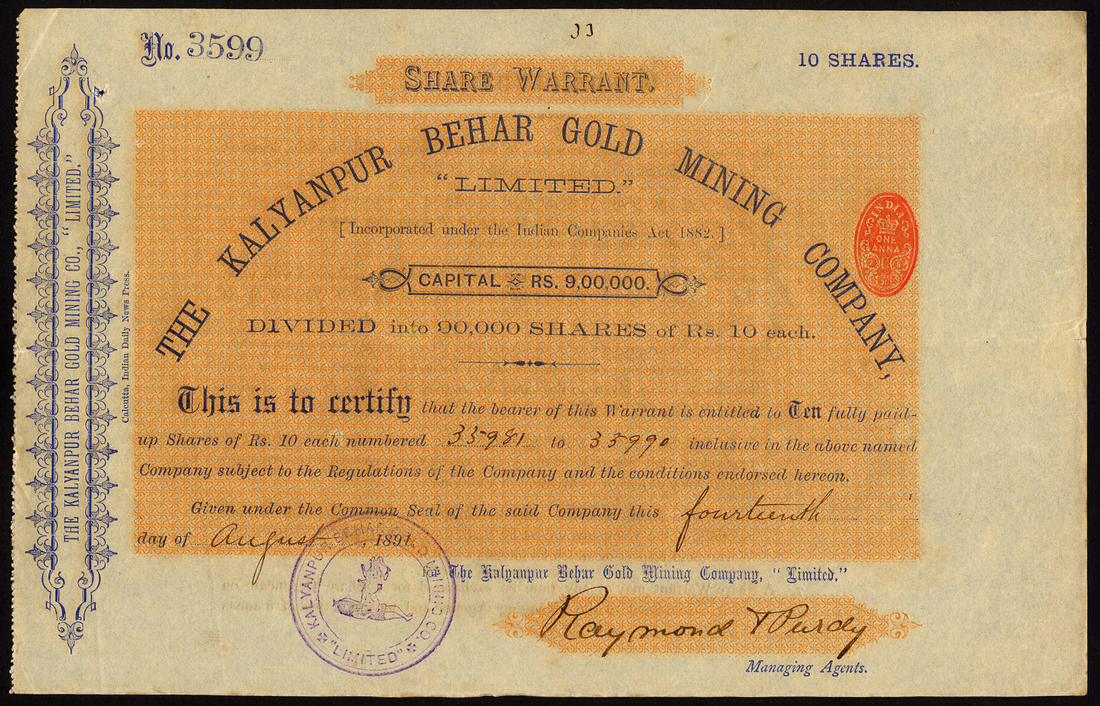 No. 3599
10 SHARES.
SHARE WARRANT.
THE KALYANPUR BEHAR GOLD MINING COMPANY,
"LIMITED."
[Incorporated under the Indian Companies Act 1882.]
CAPITAL RS. 9,00,000.
DIVIDED into 90,000 SHARES of Rs. 10 each.
This is to certify that the bearer of this Warrant is entitled to Ten fully paid-
up Shares of Rs. 10 each numbered 35981 to 35990 inclusive in the above named
Company subject to the Regulations of the Company and the conditions endorsed hereon.
Given under the Common Seal of the said Company this fourteenth
day of August, 1891.
The Kalyanpur Behar Gold Mining Company, "Limited."
Raymond & Purdy
Managing Agents.
KALYANPUR BEHAR GOLD MINING CO.
"LIMITED"
INDIA
ONE
ANNA
THE KALYANPUR BEHAR GOLD MINING CO., "LIMITED."
Calcutta, Indian Daily News Press.